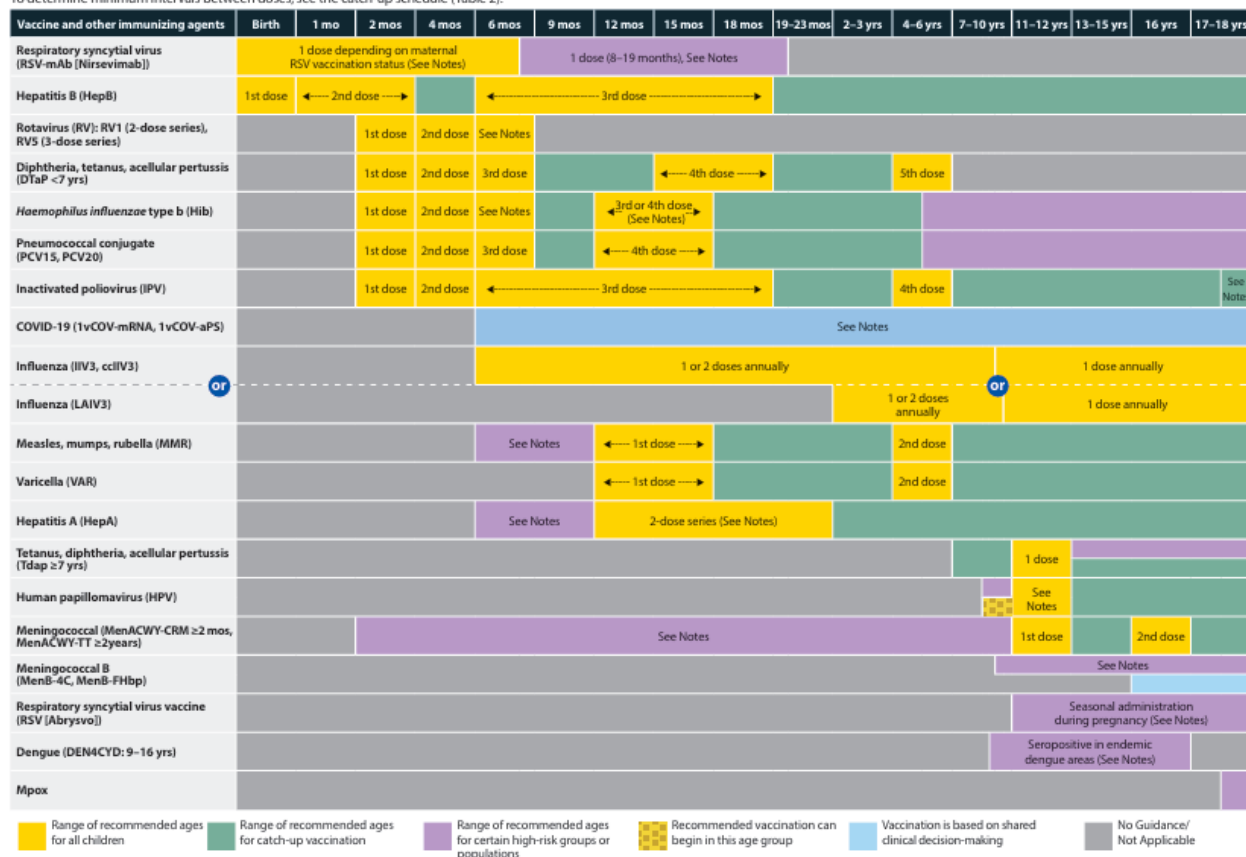 To determine minimum intervals between doses, see the catch-up schedule (Table 2).
Vaccine and other immunizing agents Birth 1 mo 2 mos 4 mos 6 mos 9 mos 12 mos 15 mos 18 mos 19–23 mos 2–3 yrs 4–6 yrs 7–10 yrs 11–12 yrs 13–15 yrs 16 yrs 17–18 yrs
Respiratory syncytial virus
(RSV-mAb [Nirsevimab])
1 dose depending on maternal
RSV vaccination status (See Notes)
1 dose (8–19 months), See Notes
Hepatitis B (HepB)
1st dose 2nd dose 3rd dose
Rotavirus (RV): RV1 (2-dose series),
RV5 (3-dose series)
1st dose 2nd dose See Notes
Diphtheria, tetanus, acellular pertussis
(DTaP <7 yrs)
1st dose 2nd dose 3rd dose 4th dose 5th dose
Haemophilus influenzae type b (Hib)
1st dose 2nd dose See Notes
3rd or 4th dose
(See Notes)
Pneumococcal conjugate
(PCV15, PCV20)
1st dose 2nd dose 3rd dose 4th dose
Inactivated poliovirus (IPV)
1st dose 2nd dose 3rd dose 4th dose
See
Notes
COVID-19 (1vCOV-mRNA, 1vCOV-aPS)
See Notes
Influenza (IIV3, ccIIV3)
1 or 2 doses annually 1 dose annually
or or
Influenza (LAIV3)
1 or 2 doses
annually
1 dose annually
Measles, mumps, rubella (MMR)
See Notes 1st dose 2nd dose
Varicella (VAR)
1st dose 2nd dose
Hepatitis A (HepA)
See Notes 2-dose series (See Notes)
Tetanus, diphtheria, acellular pertussis
(Tdap ≥7 yrs)
1 dose
Human papillomavirus (HPV)
See
Notes
Meningococcal (MenACWY-CRM ≥2 mos,
MenACWY-TT ≥2years)
See Notes 1st dose 2nd dose
Meningococcal B
(MenB-4C, MenB-FHbp)
See Notes
Respiratory syncytial virus vaccine
(RSV [Abrysvo])
Seasonal administration
during pregnancy (See Notes)
Dengue (DEN4CYD: 9–16 yrs)
Seropositive in endemic
dengue areas (See Notes)
Mpox
Range of recommended ages
for all children
Range of recommended ages
for catch-up vaccination
Range of recommended ages
for certain high-risk groups or
populations
Recommended vaccination can
begin in this age group
Vaccination is based on shared
clinical decision-making
No Guidance/
Not Applicable